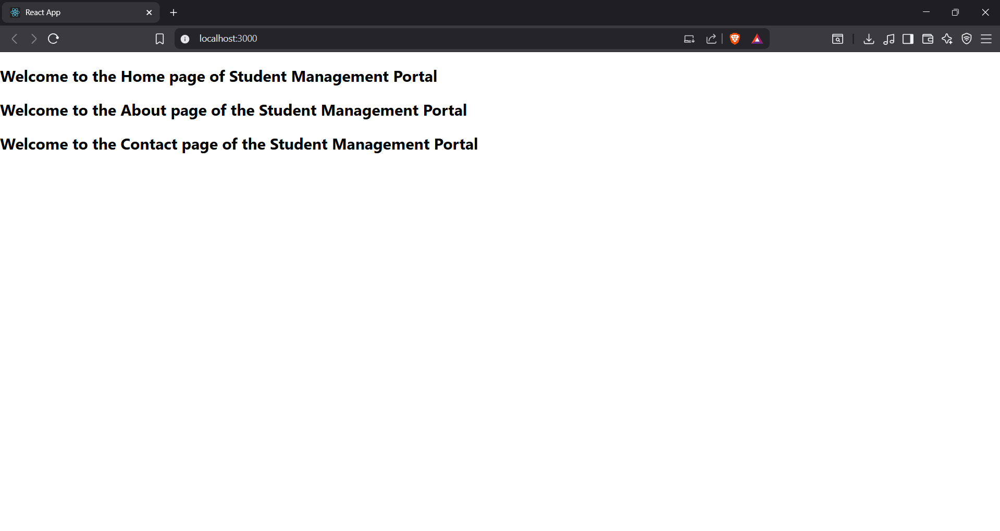 React App
localhost:3000
Welcome to the Home page of Student Management Portal
Welcome to the About page of the Student Management Portal
Welcome to the Contact page of the Student Management Portal